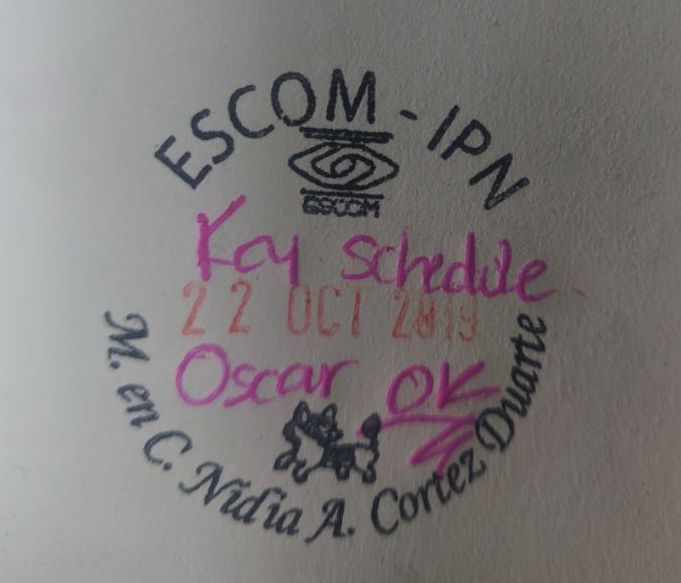 ESCOM - IPN
ESCOM
Key schedule
22 OCT 2019
Oscar OK
M. en C. Nidia A. Cortez Duarte